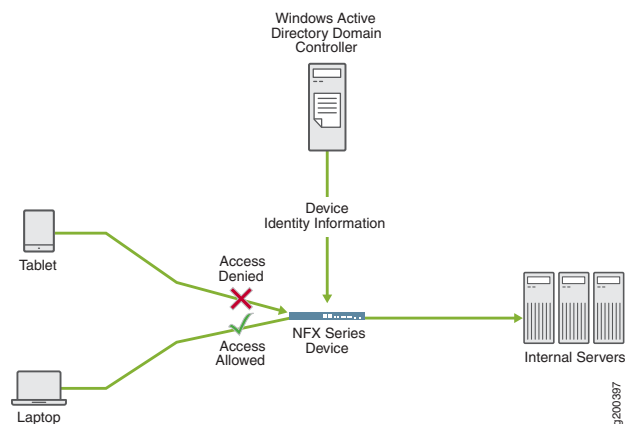 Windows Active
Directory Domain
Controller
Device
Identity Information
Tablet
Access
Denied
NFX Series
Device
Access
Allowed
Internal Servers
Laptop
g200397